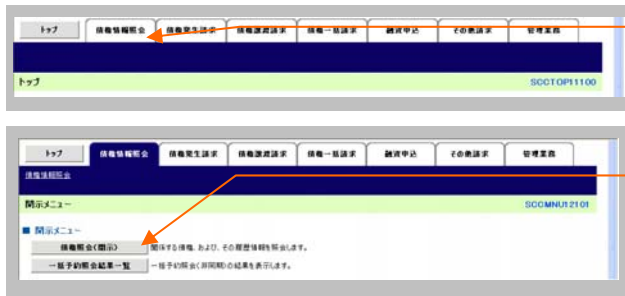 トップ 債権情報照会 債権発生請求 債権譲渡請求 債権一括請求 融資申込 その他請求 管理業務
トップ SCCTOP11100
トップ 債権情報照会 債権発生請求 債権譲渡請求 債権一括請求 融資申込 その他請求 管理業務
債権情報照会
開示メニュー SCCMNU12101
■ 開示メニュー
債権照会(開示) 関係する債権、および、その履歴情報を照会します。
一括予約照会結果一覧 一括予約照会(非同期)の結果を表示します。